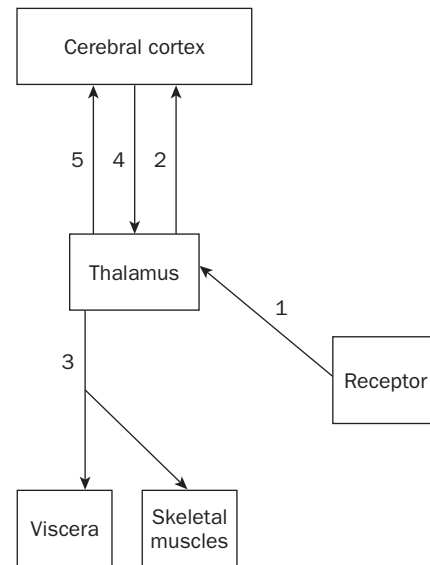 Cerebral cortex
5
4
2
Thalamus
1
3
Receptor
Viscera
Skeletal
muscles